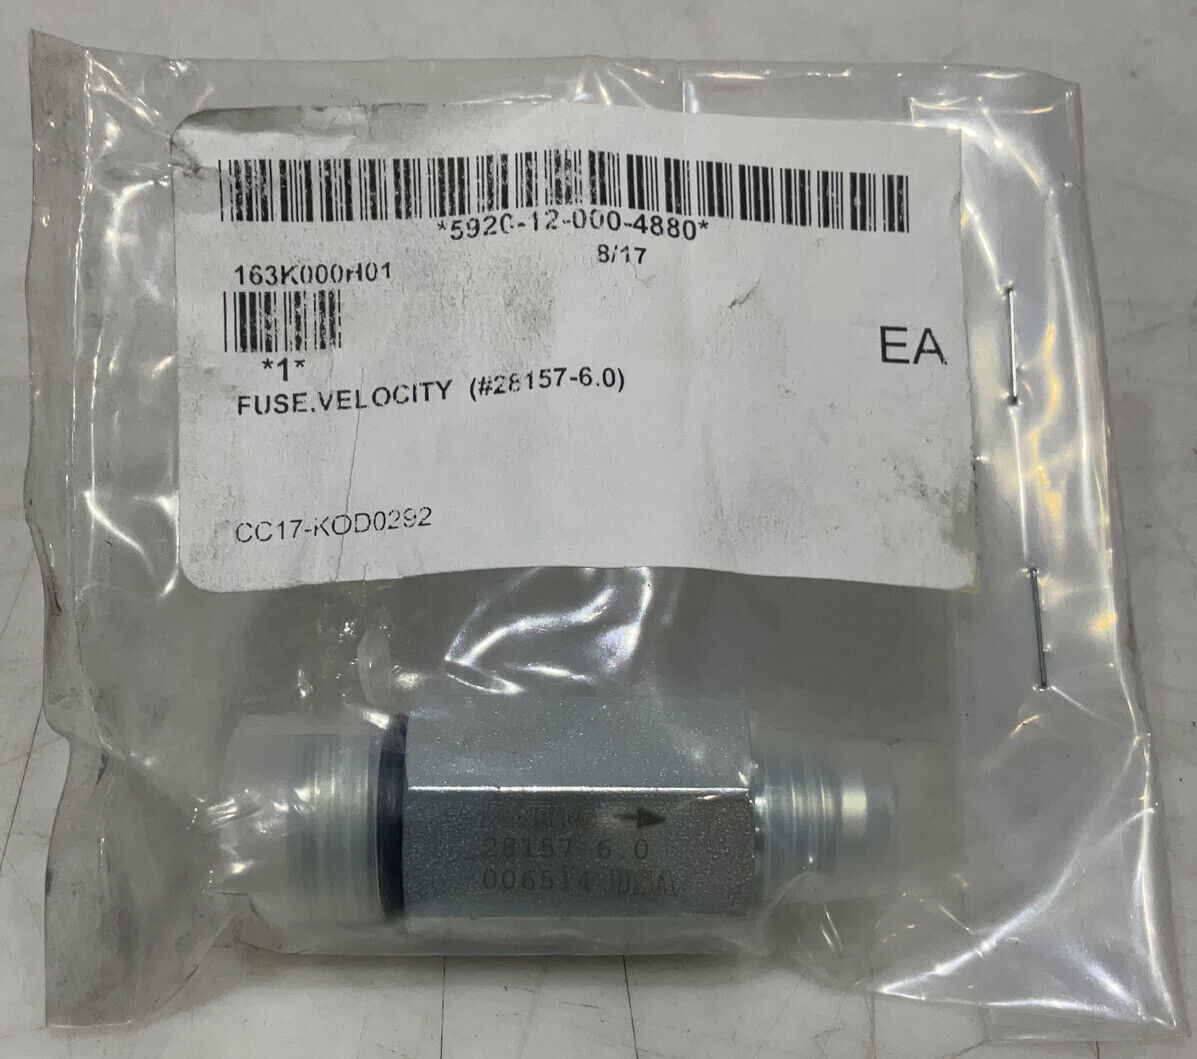 *5920-12-000-4880*
8/17
163K000H01
*1*
EA
FUSE.VELOCITY (#28157-6.0)
CC17-KOD0292
28157-6.0
006514 USA